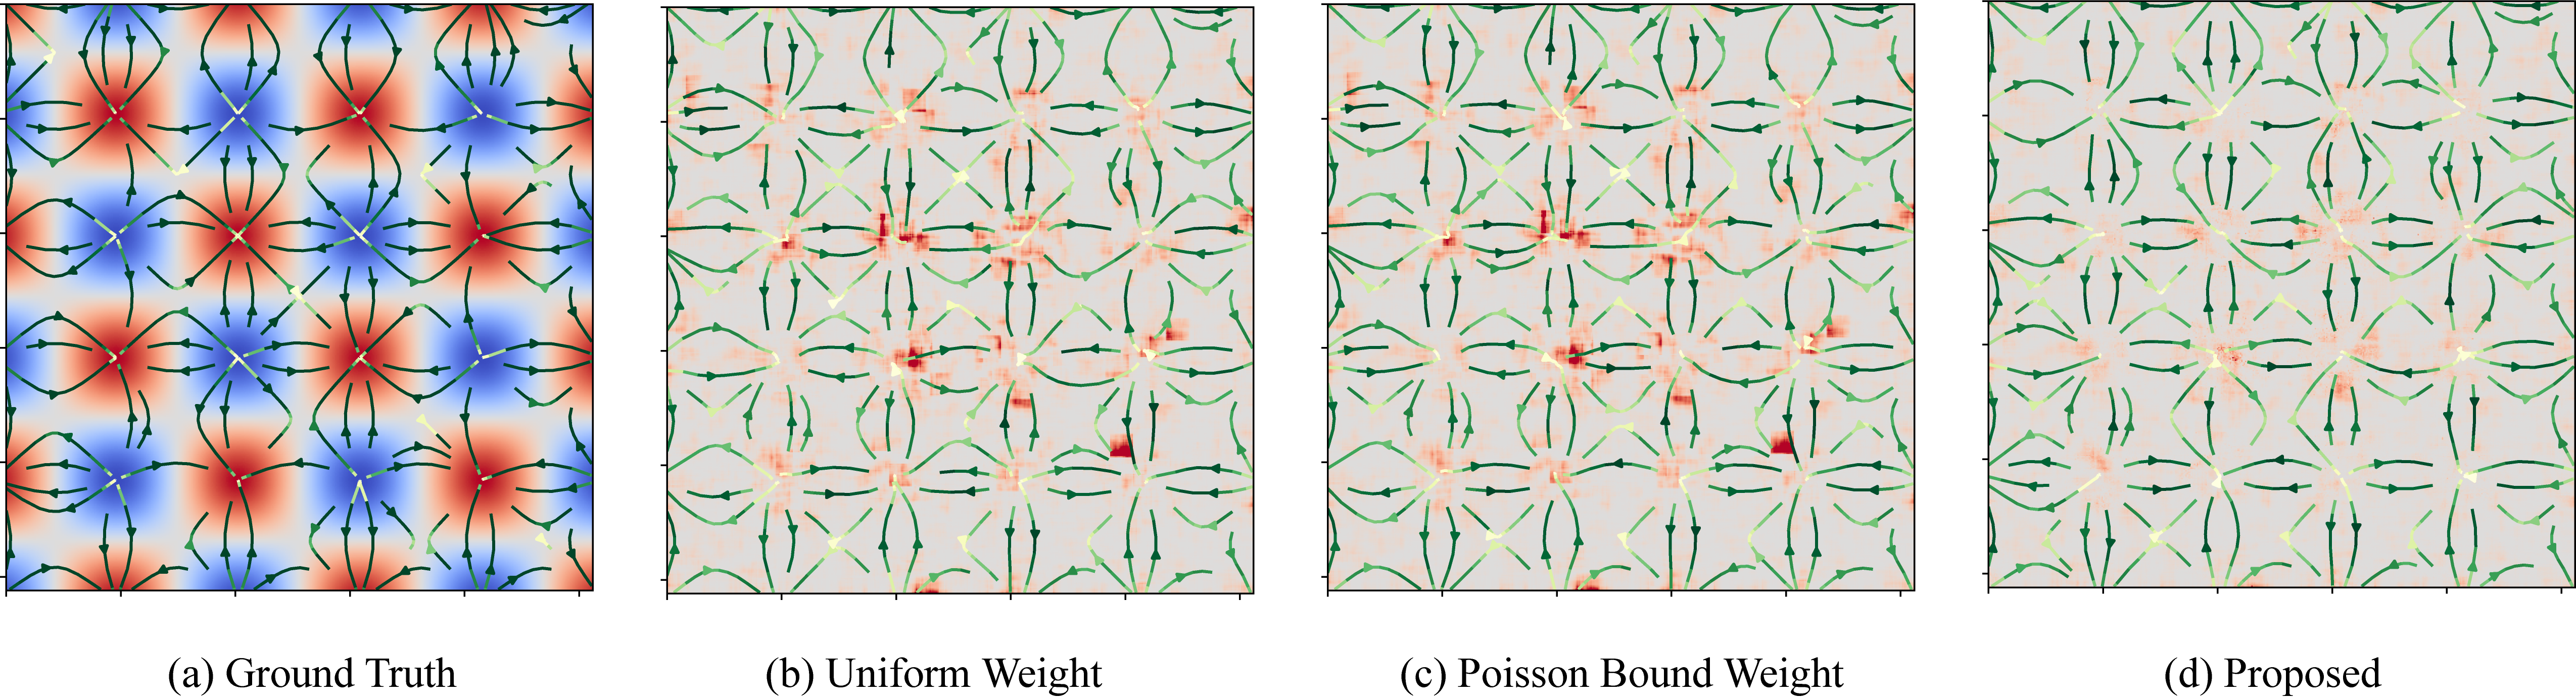 (a) Ground Truth
(b) Uniform Weight
(c) Poisson Bound Weight
(d) Proposed